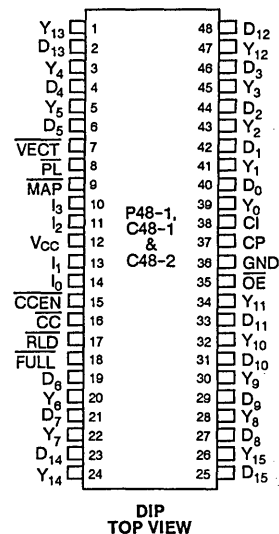 Y13 1 48 D12
D13 2 47 Y12
Y4 3 46 D3
D4 4 45 Y3
Y5 5 44 D2
D5 6 43 Y2
VECT 7 42 D1
PL 8 41 Y1
MAP 9 40 D0
I3 10 39 Y0
I2 11 38 CI
VCC 12 37 CP
I1 13 36 GND
I0 14 35 OE
CCEN 15 34 Y11
CC 16 33 D11
RLD 17 32 Y10
FULL 18 31 D10
D6 19 30 Y9
Y6 20 29 D9
D7 21 28 Y8
Y7 22 27 D8
D14 23 26 Y15
Y14 24 25 D15
P48-1,
C48-1
&
C48-2
DIP
TOP VIEW